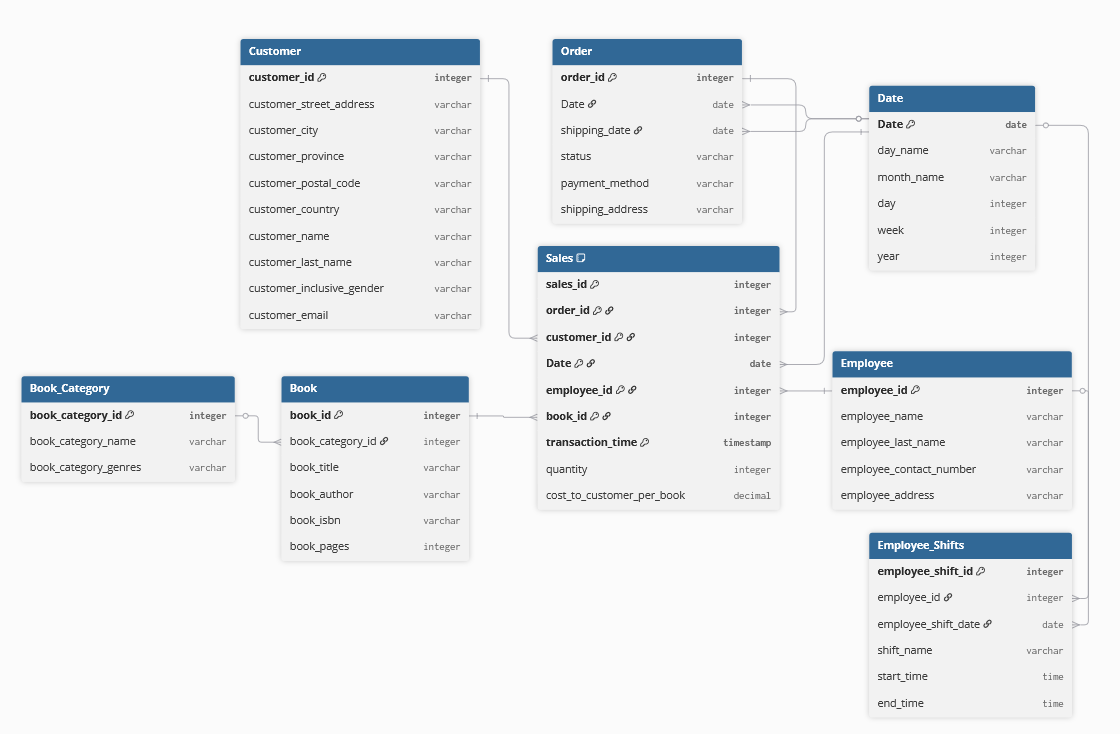 Customer
customer_id integer
customer_street_address varchar
customer_city varchar
customer_province varchar
customer_postal_code varchar
customer_country varchar
customer_name varchar
customer_last_name varchar
customer_inclusive_gender varchar
customer_email varchar
Order
order_id integer
Date date
shipping_date date
status varchar
payment_method varchar
shipping_address varchar
Date
Date date
day_name varchar
month_name varchar
day integer
week integer
year integer
Sales
sales_id integer
order_id integer
customer_id integer
Date date
employee_id integer
book_id integer
transaction_time timestamp
quantity integer
cost_to_customer_per_book decimal
Book_Category
book_category_id integer
book_category_name varchar
book_category_genres varchar
Book
book_id integer
book_category_id integer
book_title varchar
book_author varchar
book_isbn varchar
book_pages integer
Employee
employee_id integer
employee_name varchar
employee_last_name varchar
employee_contact_number varchar
employee_address varchar
Employee_Shifts
employee_shift_id integer
employee_id integer
employee_shift_date date
shift_name varchar
start_time time
end_time time